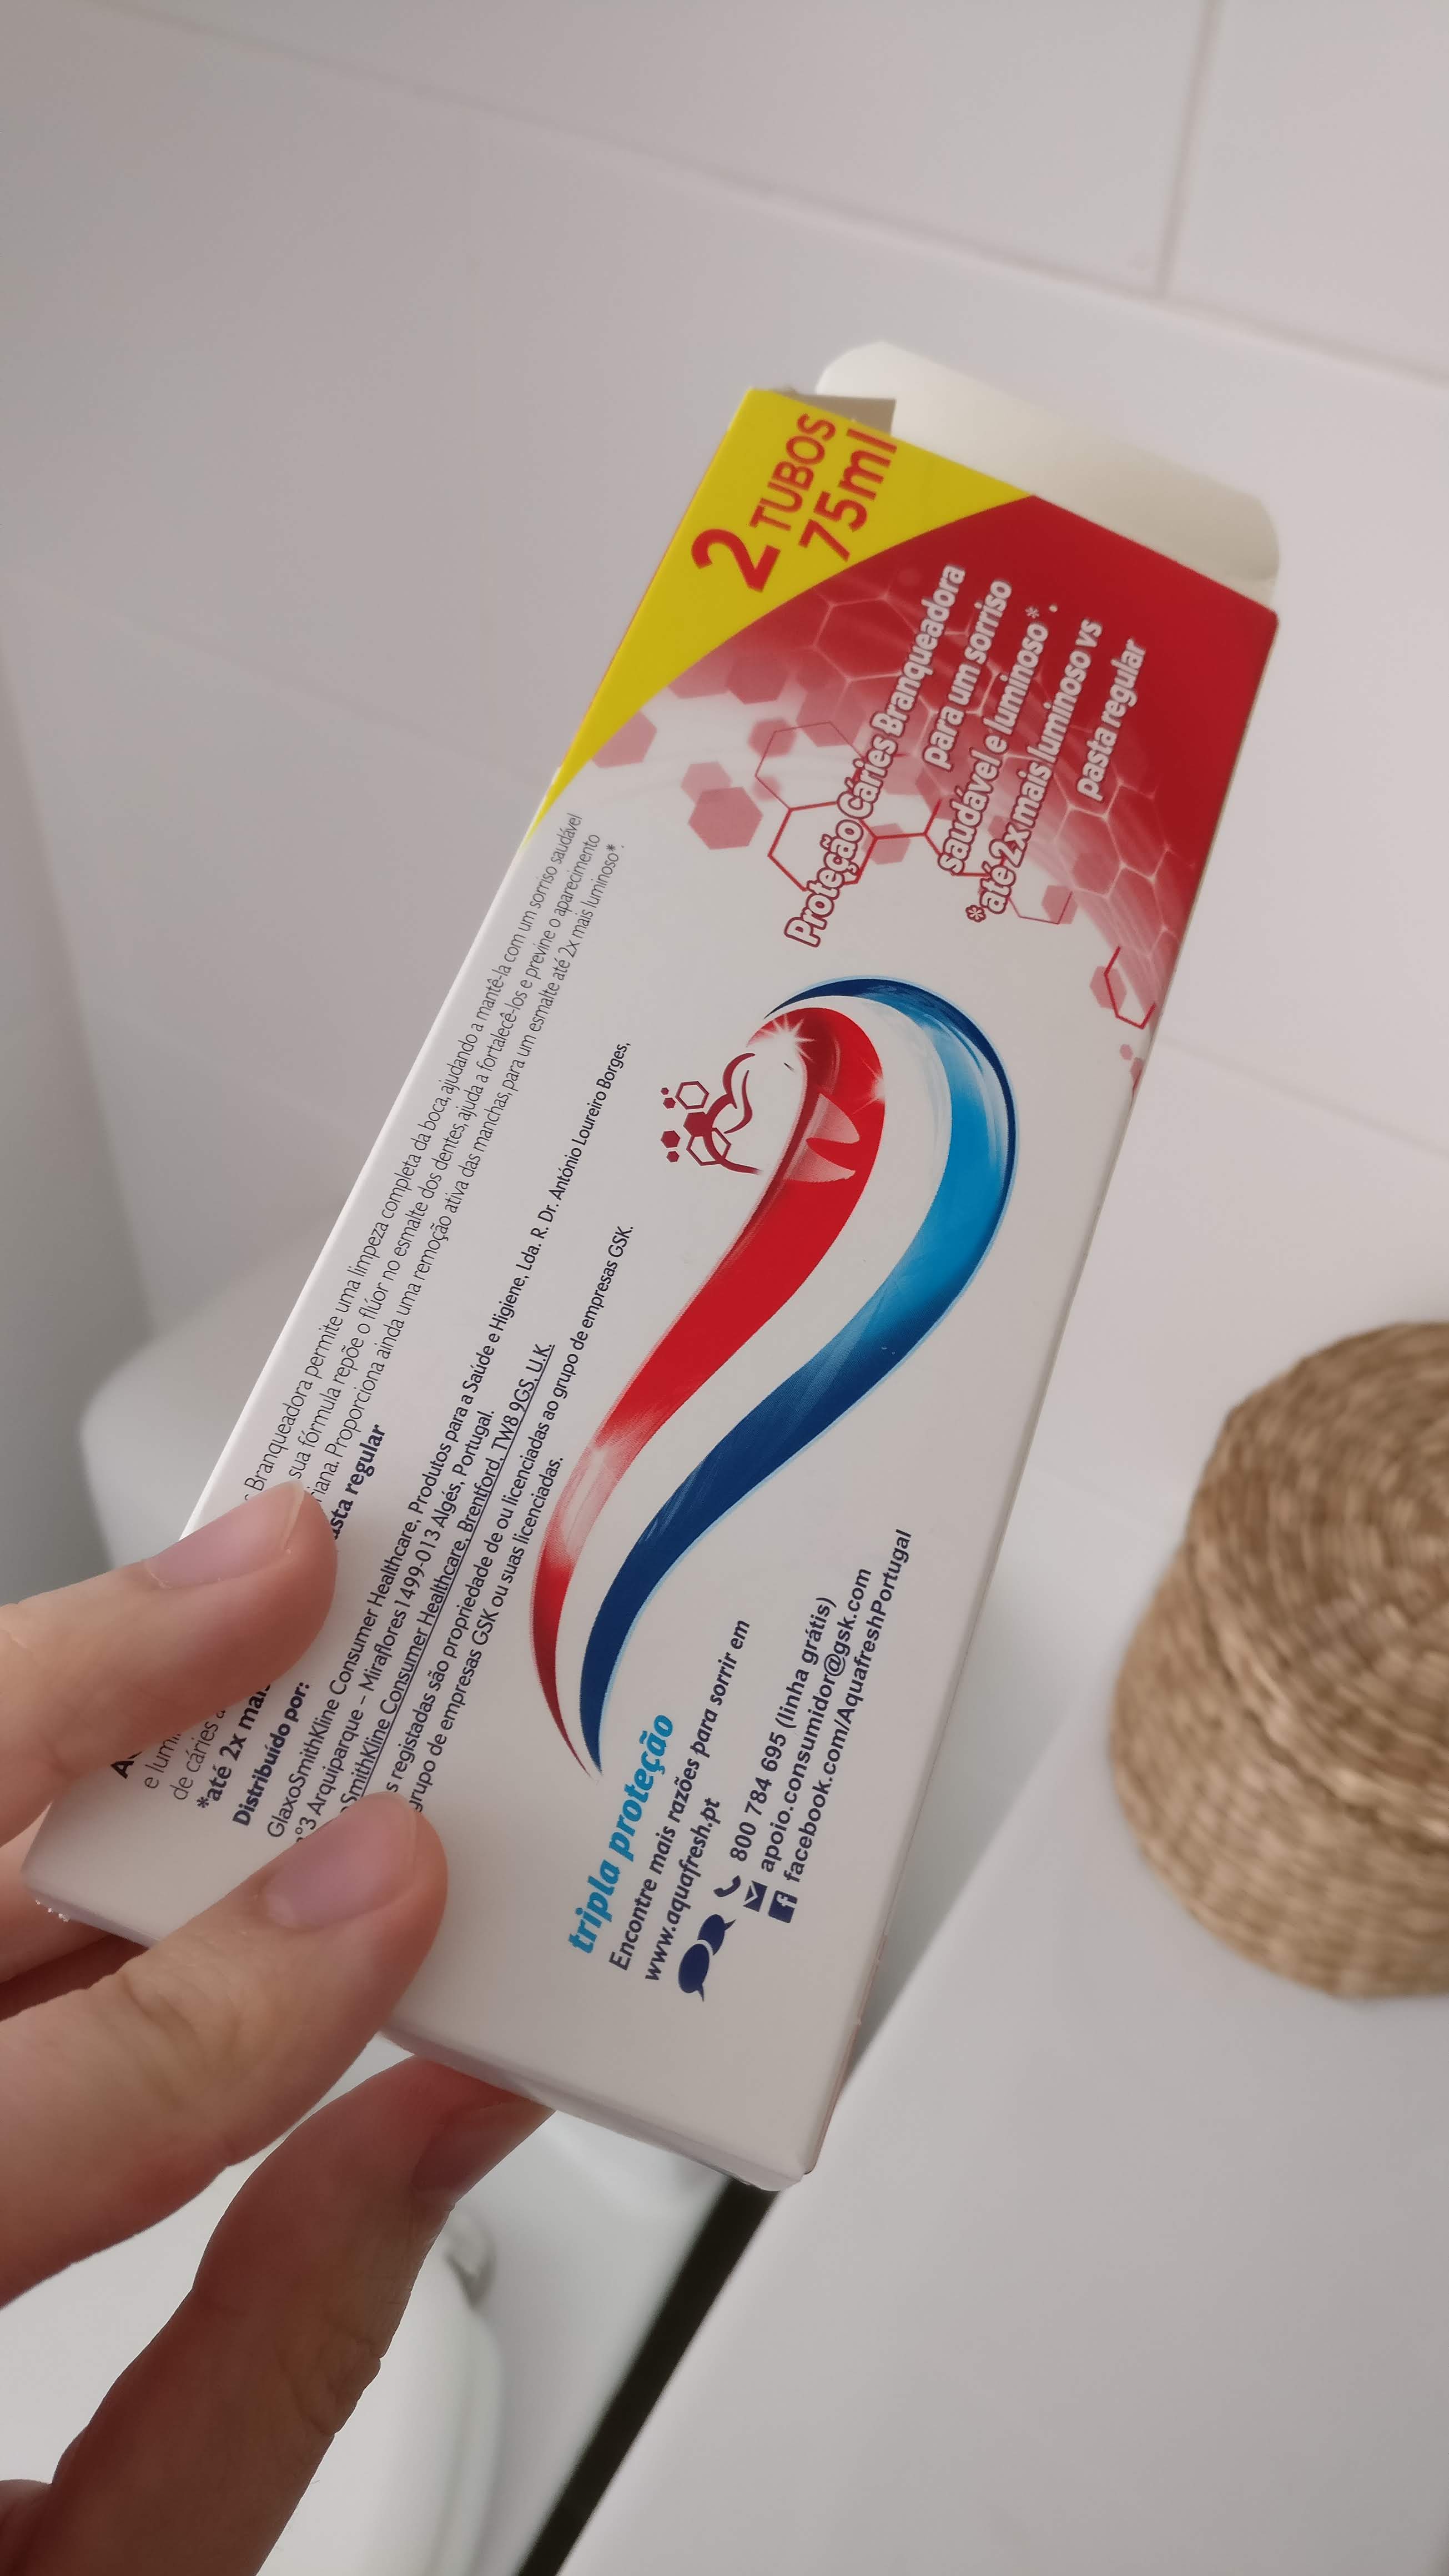 2 TUBOS
75ml
Proteção Cáries Branqueadora
para um sorriso
saudável e luminoso*.
*até 2x mais luminoso vs
pasta regular
Branqueadora permite uma limpeza completa da boca, ajudando a mantê-la com um sorriso saudável
e sua fórmula repõe o flúor no esmalte dos dentes, ajuda a fortalecê-los e previne o aparecimento
de cáries Proporciona ainda uma remoção ativa das manchas, para um esmalte até 2x mais luminoso*.
*até 2x regular
Distribuído por:
GlaxoSmithKline Consumer Healthcare, Produtos para a Saúde e Higiene, Lda. R. Dr. António Loureiro Borges,
nº3 Arquiparque – Miraflores 1499-013 Algés, Portugal.
SmithKline Consumer Healthcare, Brentford, TW8 9GS, U.K.
registadas são propriedade de ou licenciadas ao grupo de empresas GSK.
grupo de empresas GSK ou suas licenciadas.
tripla proteção
Encontre mais razões para sorrir em
www.aquafresh.pt
800 784 695 (linha grátis)
apoio.consumidor@gsk.com
facebook.com/AquafreshPortugal